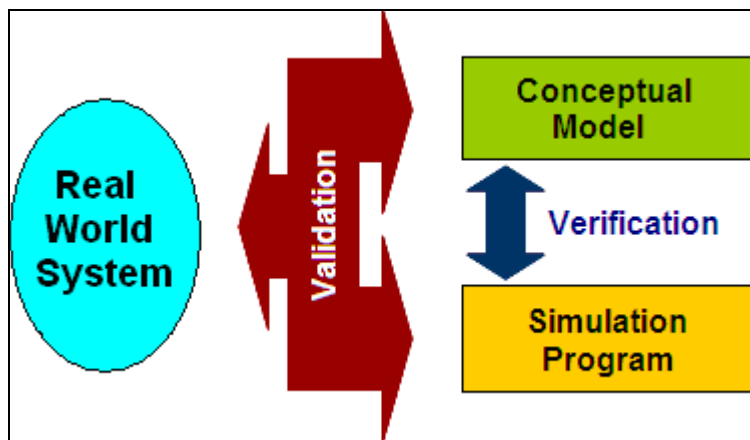 Real
World
System
Validation
Conceptual
Model
Verification
Simulation
Program